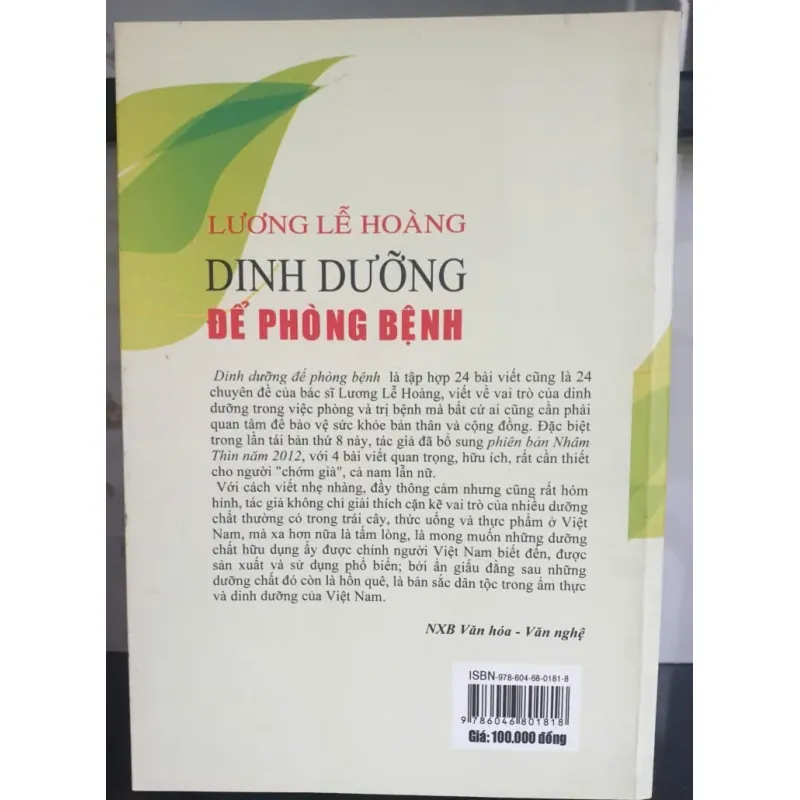 LƯƠNG LỄ HOÀNG
DINH DƯỠNG
ĐỂ PHÒNG BỆNH
Dinh dưỡng để phòng bệnh là tập hợp 24 bài viết cũng là 24
chuyên đề của bác sĩ Lương Lễ Hoàng, viết về vai trò của dinh
dưỡng trong việc phòng và trị bệnh mà bất cứ ai cũng cần phải
quan tâm để bảo vệ sức khỏe bản thân và cộng đồng. Đặc biệt
trong lần tái bản thứ 8 này, tác giả đã bổ sung phiên bản Nhâm
Thìn năm 2012, với 4 bài viết quan trọng, hữu ích, rất cần thiết
cho người "chớm già", cả nam lẫn nữ.
Với cách viết nhẹ nhàng, đầy thông cảm nhưng cũng rất hóm
hỉnh, tác giả không chỉ giải thích cặn kẽ vai trò của nhiều dưỡng
chất thường có trong trái cây, thức uống và thực phẩm ở Việt
Nam, mà xa hơn nữa là tấm lòng, là mong muốn những dưỡng
chất hữu dụng ấy được chính người Việt Nam biết đến, được
sản xuất và sử dụng phổ biến; bởi ẩn giấu đằng sau những
dưỡng chất đó còn là hồn quê, là bản sắc dân tộc trong ẩm thực
và dinh dưỡng của Việt Nam.
NXB Văn hóa - Văn nghệ
ISBN-978-604-68-0181-8
9 786046 801818
Giá: 100.000 đồng